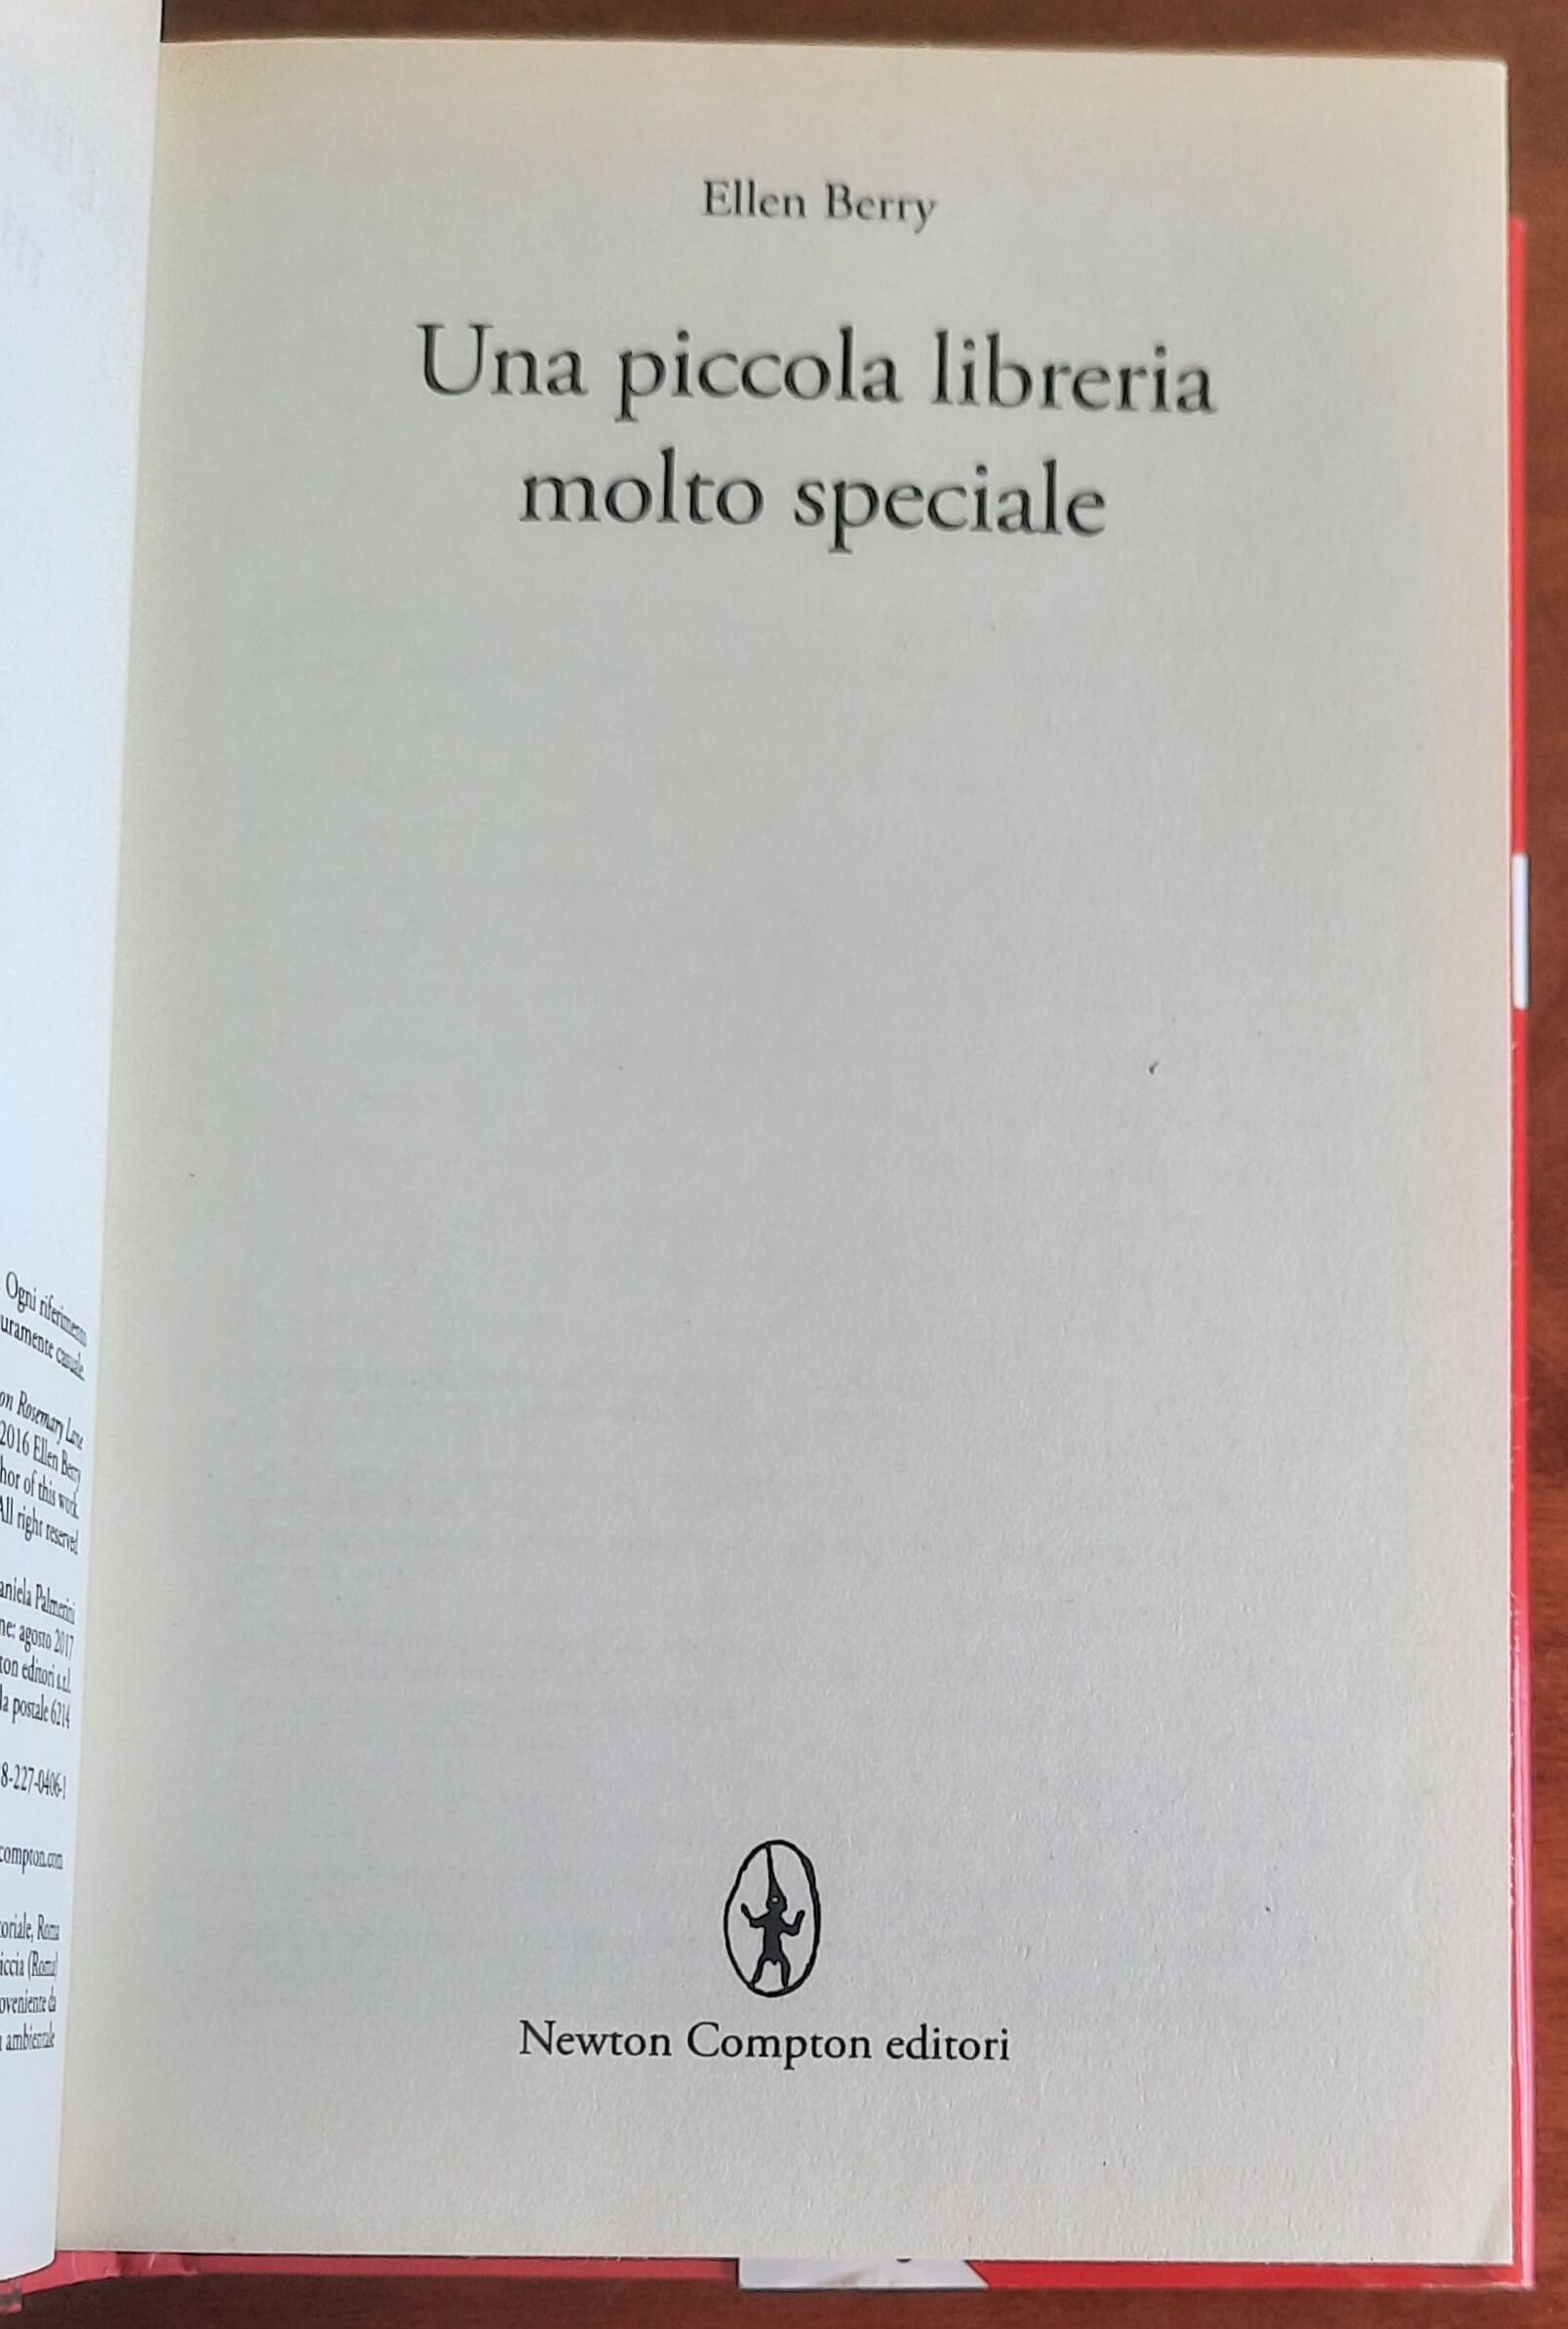 Ogni riferimento
uramente casuale.
on Rosemary Lane
2016 Ellen Berry
hor of this work
All right reserved
aniela Palmerini
ne: agosto 2017
ton editori s.r.l.
la postale 6214
8-227-0406-1
compton.com
oriale, Roma
iccia (Roma)
oveniente da
ambientale
Ellen Berry
Una piccola libreria
molto speciale
Newton Compton editori